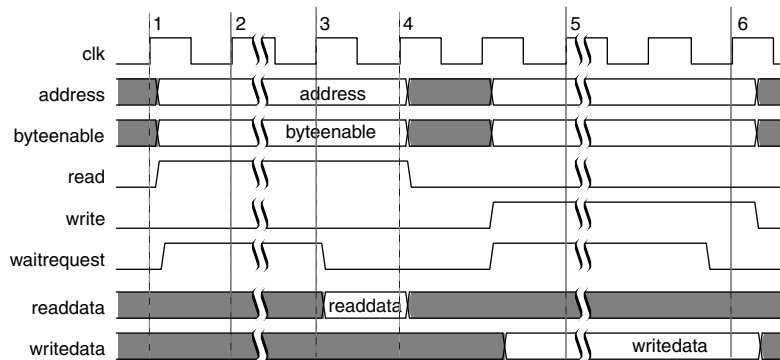 1 2 3 4 5 6
clk
address address
byteenable byteenable
read
write
waitrequest
readdata readdata
writedata writedata